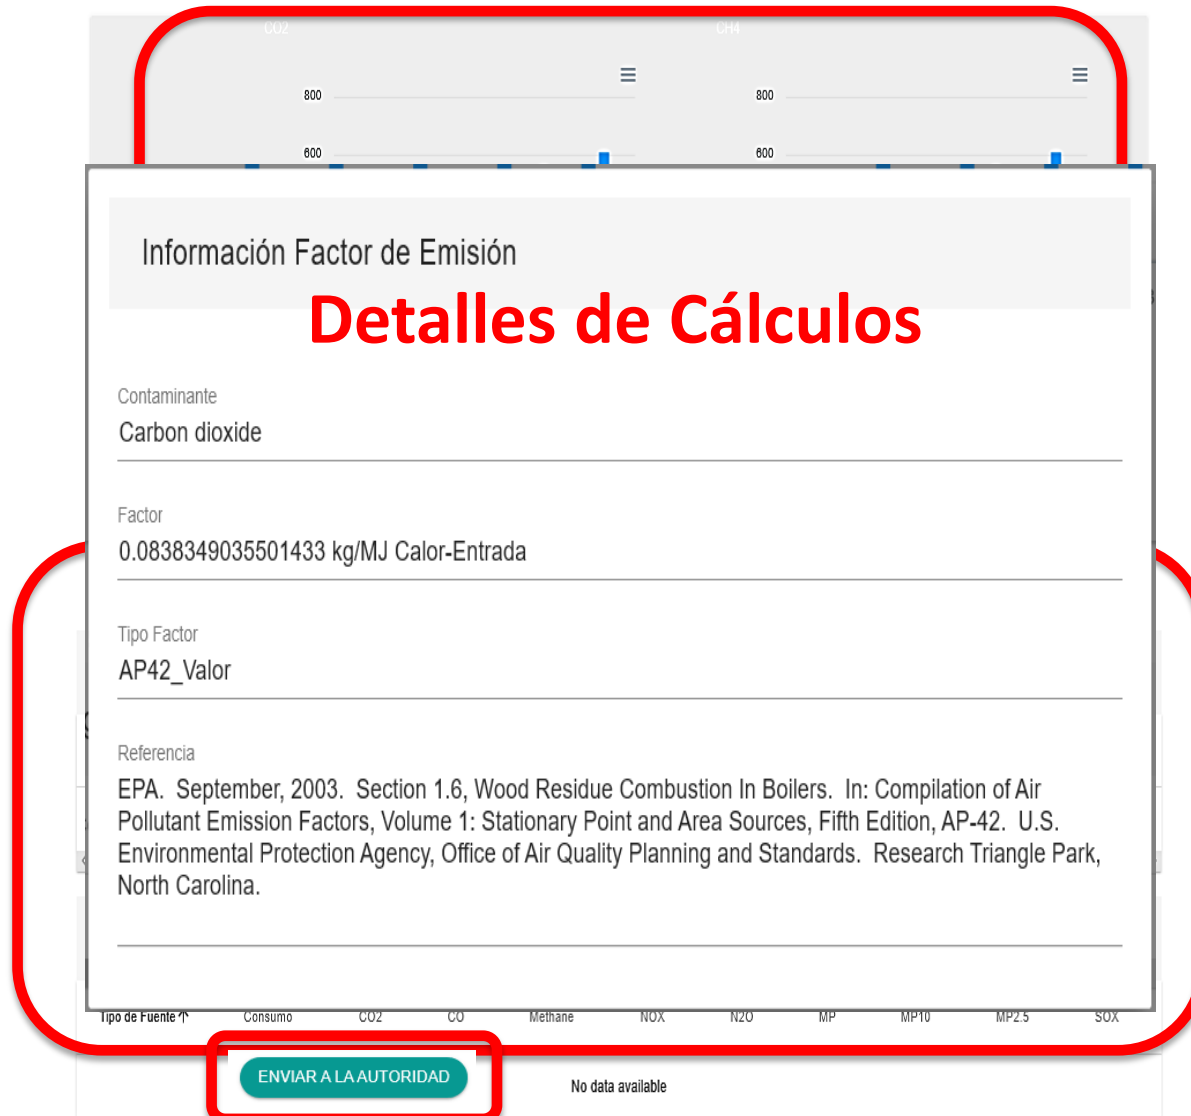 CO2 CH4
800 800
600 600
Información Factor de Emisión
Detalles de Cálculos
Contaminante
Carbon dioxide
Factor
0.0838349035501433 kg/MJ Calor-Entrada
Tipo Factor
AP42_Valor
Referencia
EPA.  September, 2003.  Section 1.6, Wood Residue Combustion In Boilers.  In: Compilation of Air
Pollutant Emission Factors, Volume 1: Stationary Point and Area Sources, Fifth Edition, AP-42.  U.S.
Environmental Protection Agency, Office of Air Quality Planning and Standards.  Research Triangle Park,
North Carolina.
Tipo de Fuente ↑ Consumo CO2 CO Methane NOX N2O MP MP10 MP2.5 SOX
ENVIAR A LA AUTORIDAD
No data available